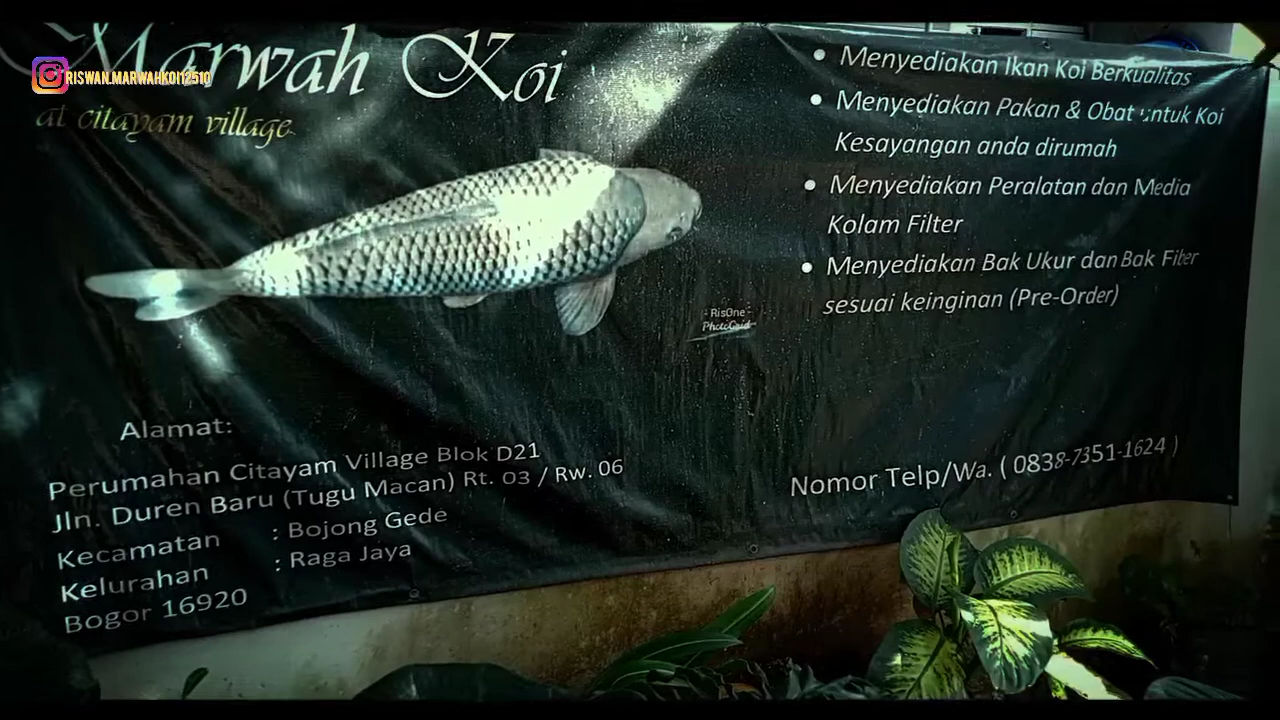 RISWAN.MARWAHKOI12510
Marwah Koi
at citayam village
• Menyediakan Ikan Koi Berkualitas
• Menyediakan Pakan & Obat untuk Koi
Kesayangan anda dirumah
• Menyediakan Peralatan dan Media
Kolam Filter
• Menyediakan Bak Ukur dan Bak Filter
sesuai keinginan (Pre-Order)
- RisOne -
PhotoGrid
Alamat:
Perumahan Citayam Village Blok D21
Jln. Duren Baru (Tugu Macan) Rt. 03 / Rw. 06
Kecamatan : Bojong Gede
Kelurahan : Raga Jaya
Bogor 16920
Nomor Telp/Wa. ( 0838-7351-1624 )